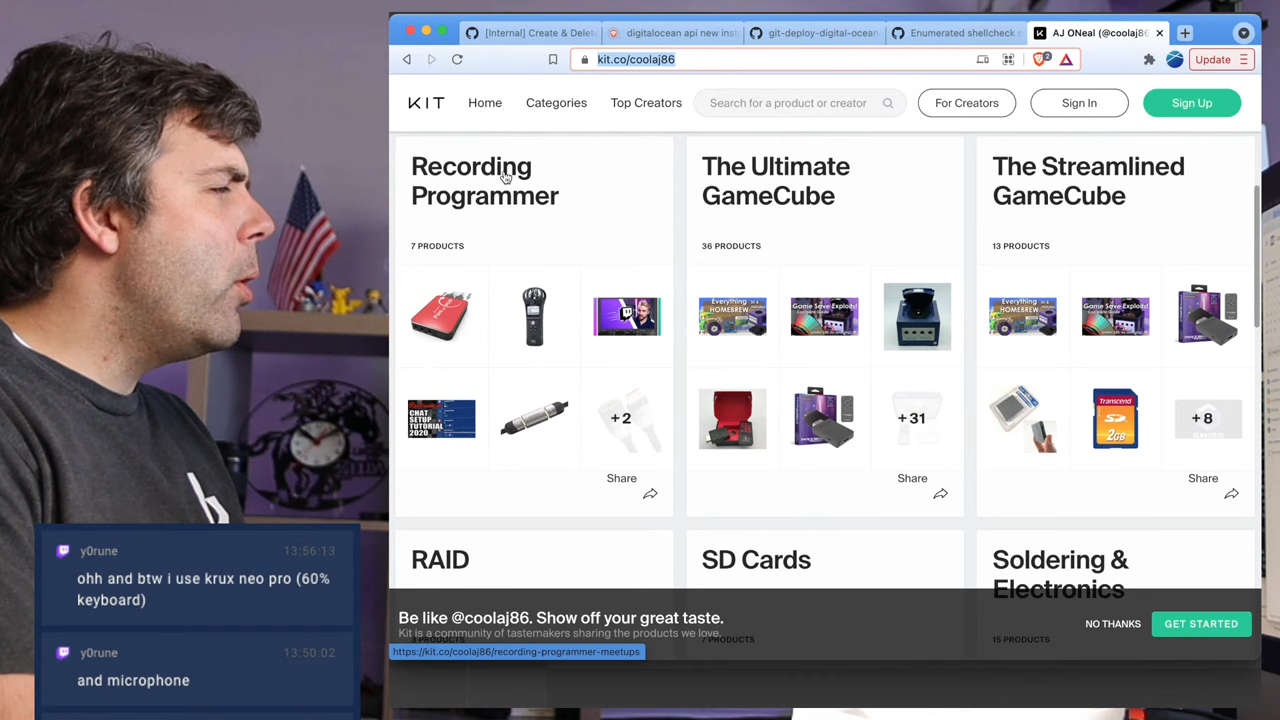 [Internal] Create & Delete
digitalocean api new inst
git-deploy-digital-ocean
Enumerated shellcheck c
AJ ONeal (@coolaj86
kit.co/coolaj86
2
Update
KIT
Home
Categories
Top Creators
Search for a product or creator
For Creators
Sign In
Sign Up
Recording
Programmer
7 PRODUCTS
+2
Share
The Ultimate
GameCube
36 PRODUCTS
+31
Share
The Streamlined
GameCube
13 PRODUCTS
Transcend
2GB
+8
Share
RAID
SD Cards
Soldering &
Electronics
15 PRODUCTS
Be like @coolaj86. Show off your great taste.
Kit is a community of tastemakers sharing the products we love.
NO THANKS
GET STARTED
https://kit.co/coolaj86/recording-programmer-meetups
y0rune
13:56:13
ohh and btw i use krux neo pro (60%
keyboard)
y0rune
13:50:02
and microphone